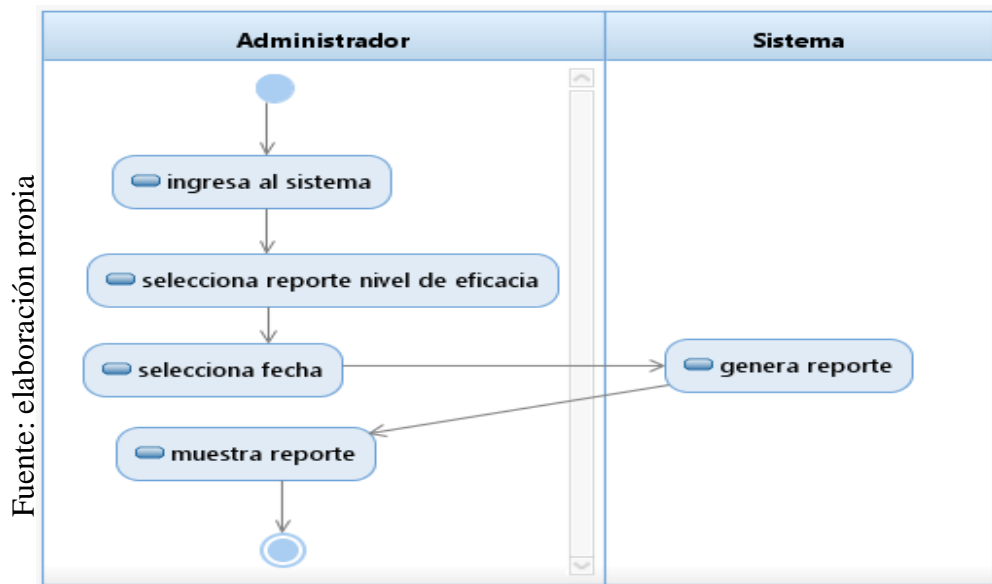 Administrador
Sistema
ingresa al sistema
selecciona reporte nivel de eficacia
selecciona fecha
genera reporte
muestra reporte
Fuente: elaboración propia